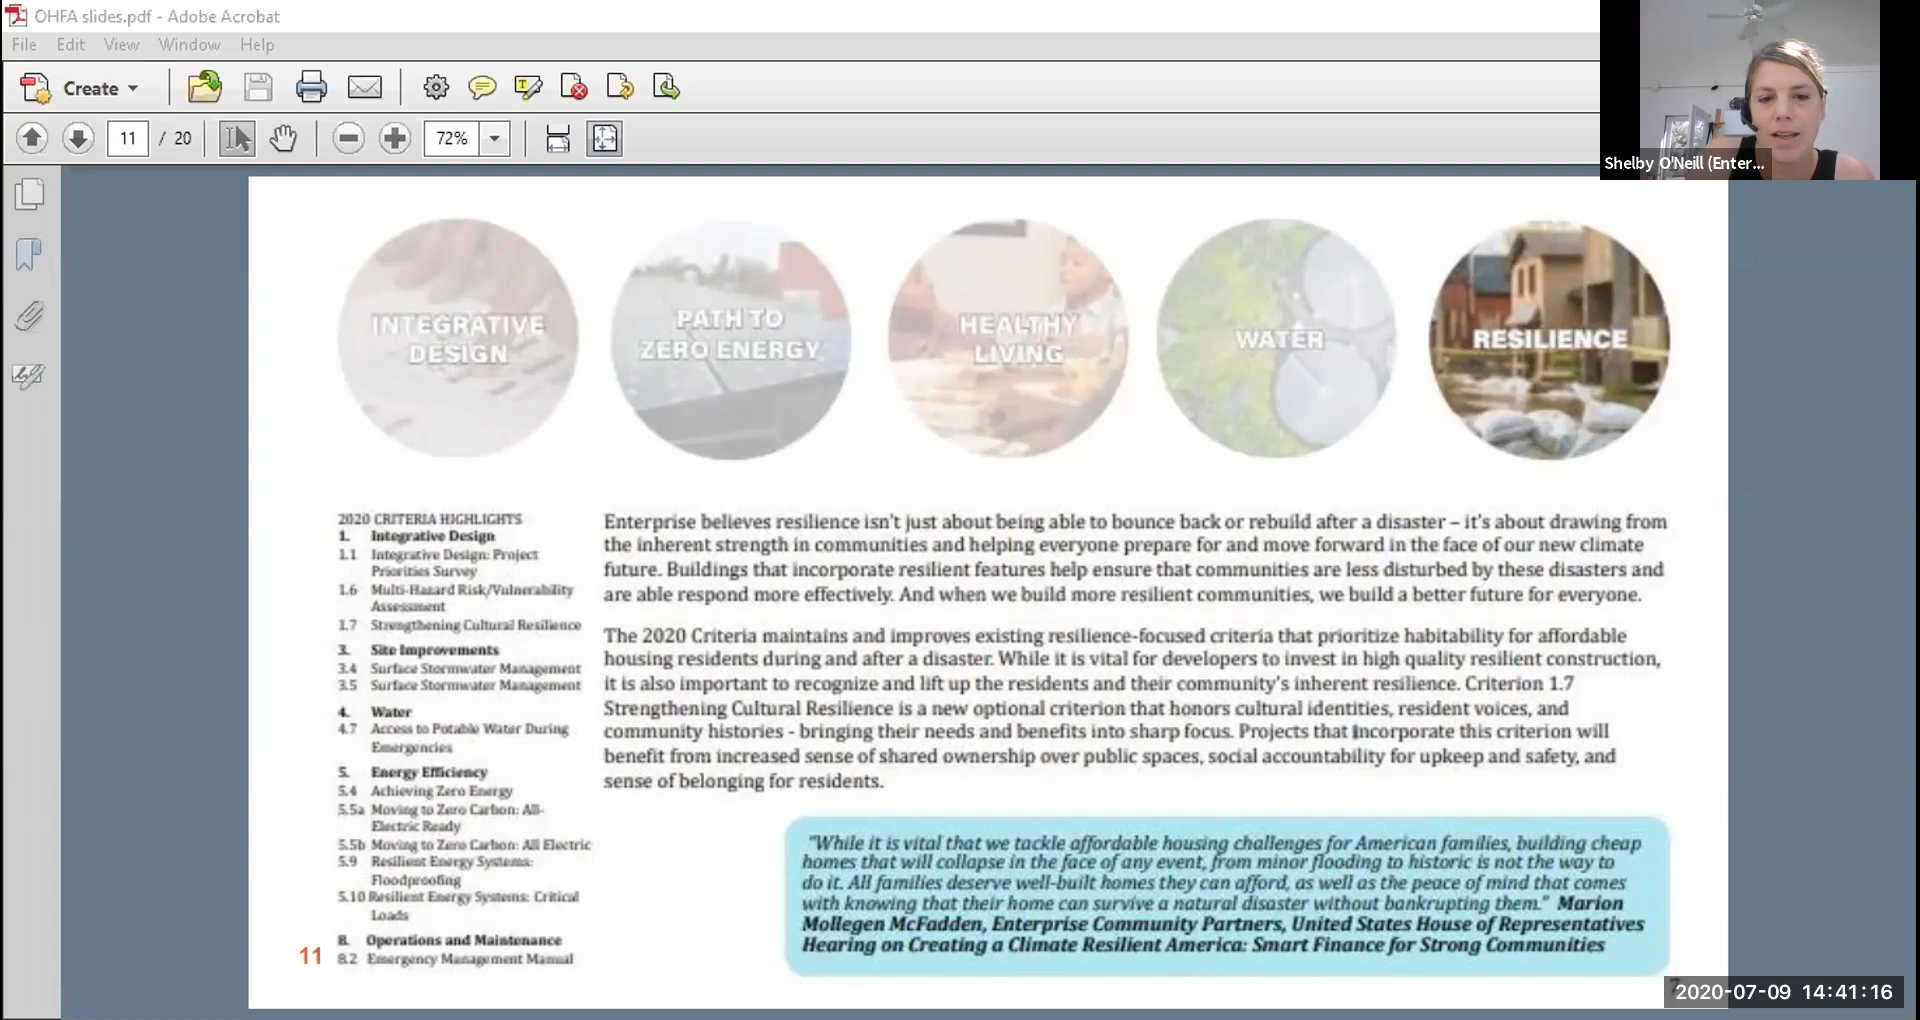 OHFA slides.pdf - Adobe Acrobat
File Edit View Window Help
Create
11 / 20 72%
Shelby O'Neill (Enter...
INTEGRATIVE
DESIGN
PATH TO
ZERO ENERGY
HEALTHY
LIVING
WATER
RESILIENCE
2020 CRITERIA HIGHLIGHTS
1. Integrative Design
1.1 Integrative Design: Project
Priorities Survey
1.6 Multi-Hazard Risk/Vulnerability
Assessment
1.7 Strengthening Cultural Resilience
3. Site Improvements
3.4 Surface Stormwater Management
3.5 Surface Stormwater Management
4. Water
4.7 Access to Potable Water During
Emergencies
5. Energy Efficiency
5.4 Achieving Zero Energy
5.5a Moving to Zero Carbon: All-
Electric Ready
5.5b Moving to Zero Carbon: All Electric
5.9 Resilient Energy Systems:
Floodproofing
5.10 Resilient Energy Systems: Critical
Loads
8. Operations and Maintenance
8.2 Emergency Management Manual
11
Enterprise believes resilience isn't just about being able to bounce back or rebuild after a disaster – it's about drawing from
the inherent strength in communities and helping everyone prepare for and move forward in the face of our new climate
future. Buildings that incorporate resilient features help ensure that communities are less disturbed by these disasters and
are able respond more effectively. And when we build more resilient communities, we build a better future for everyone.
The 2020 Criteria maintains and improves existing resilience-focused criteria that prioritize habitability for affordable
housing residents during and after a disaster. While it is vital for developers to invest in high quality resilient construction,
it is also important to recognize and lift up the residents and their community's inherent resilience. Criterion 1.7
Strengthening Cultural Resilience is a new optional criterion that honors cultural identities, resident voices, and
community histories - bringing their needs and benefits into sharp focus. Projects that incorporate this criterion will
benefit from increased sense of shared ownership over public spaces, social accountability for upkeep and safety, and
sense of belonging for residents.
"While it is vital that we tackle affordable housing challenges for American families, building cheap
homes that will collapse in the face of any event, from minor flooding to historic is not the way to
do it. All families deserve well-built homes they can afford, as well as the peace of mind that comes
with knowing that their home can survive a natural disaster without bankrupting them." Marion
Mollegen McFadden, Enterprise Community Partners, United States House of Representatives
Hearing on Creating a Climate Resilient America: Smart Finance for Strong Communities
2020-07-09 14:41:16